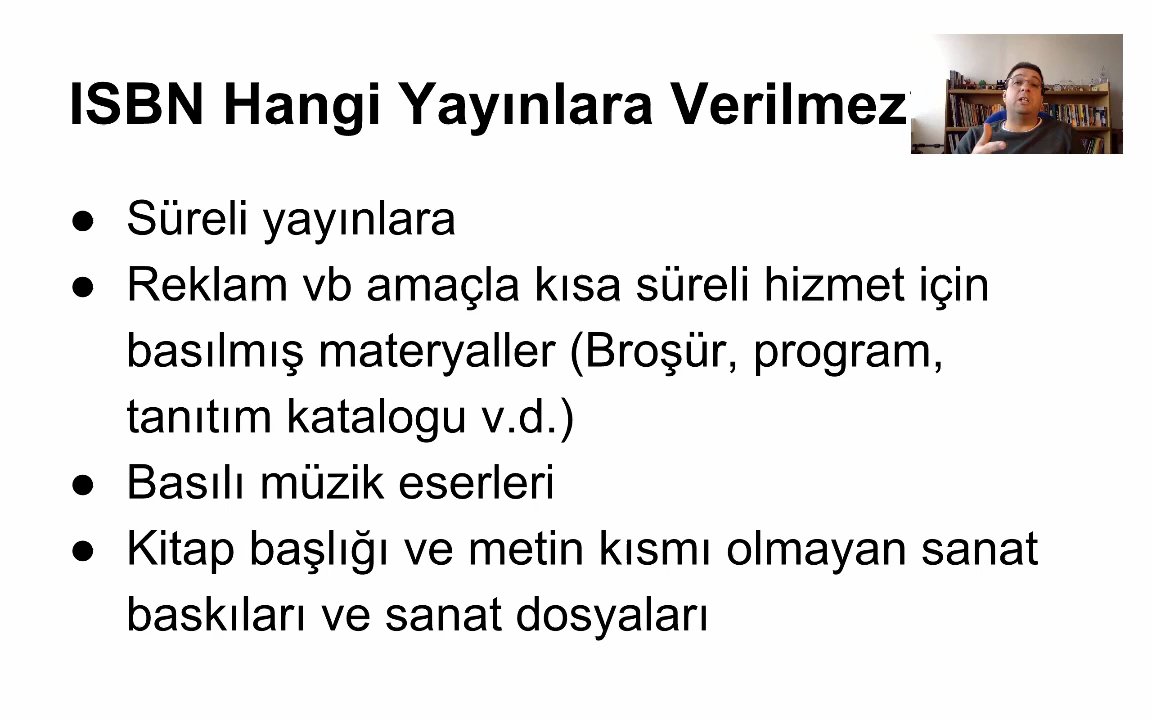 ISBN Hangi Yayınlara Verilmez
● Süreli yayınlara
● Reklam vb amaçla kısa süreli hizmet için
basılmış materyaller (Broşür, program,
tanıtım katalogu v.d.)
● Basılı müzik eserleri
● Kitap başlığı ve metin kısmı olmayan sanat
baskıları ve sanat dosyaları